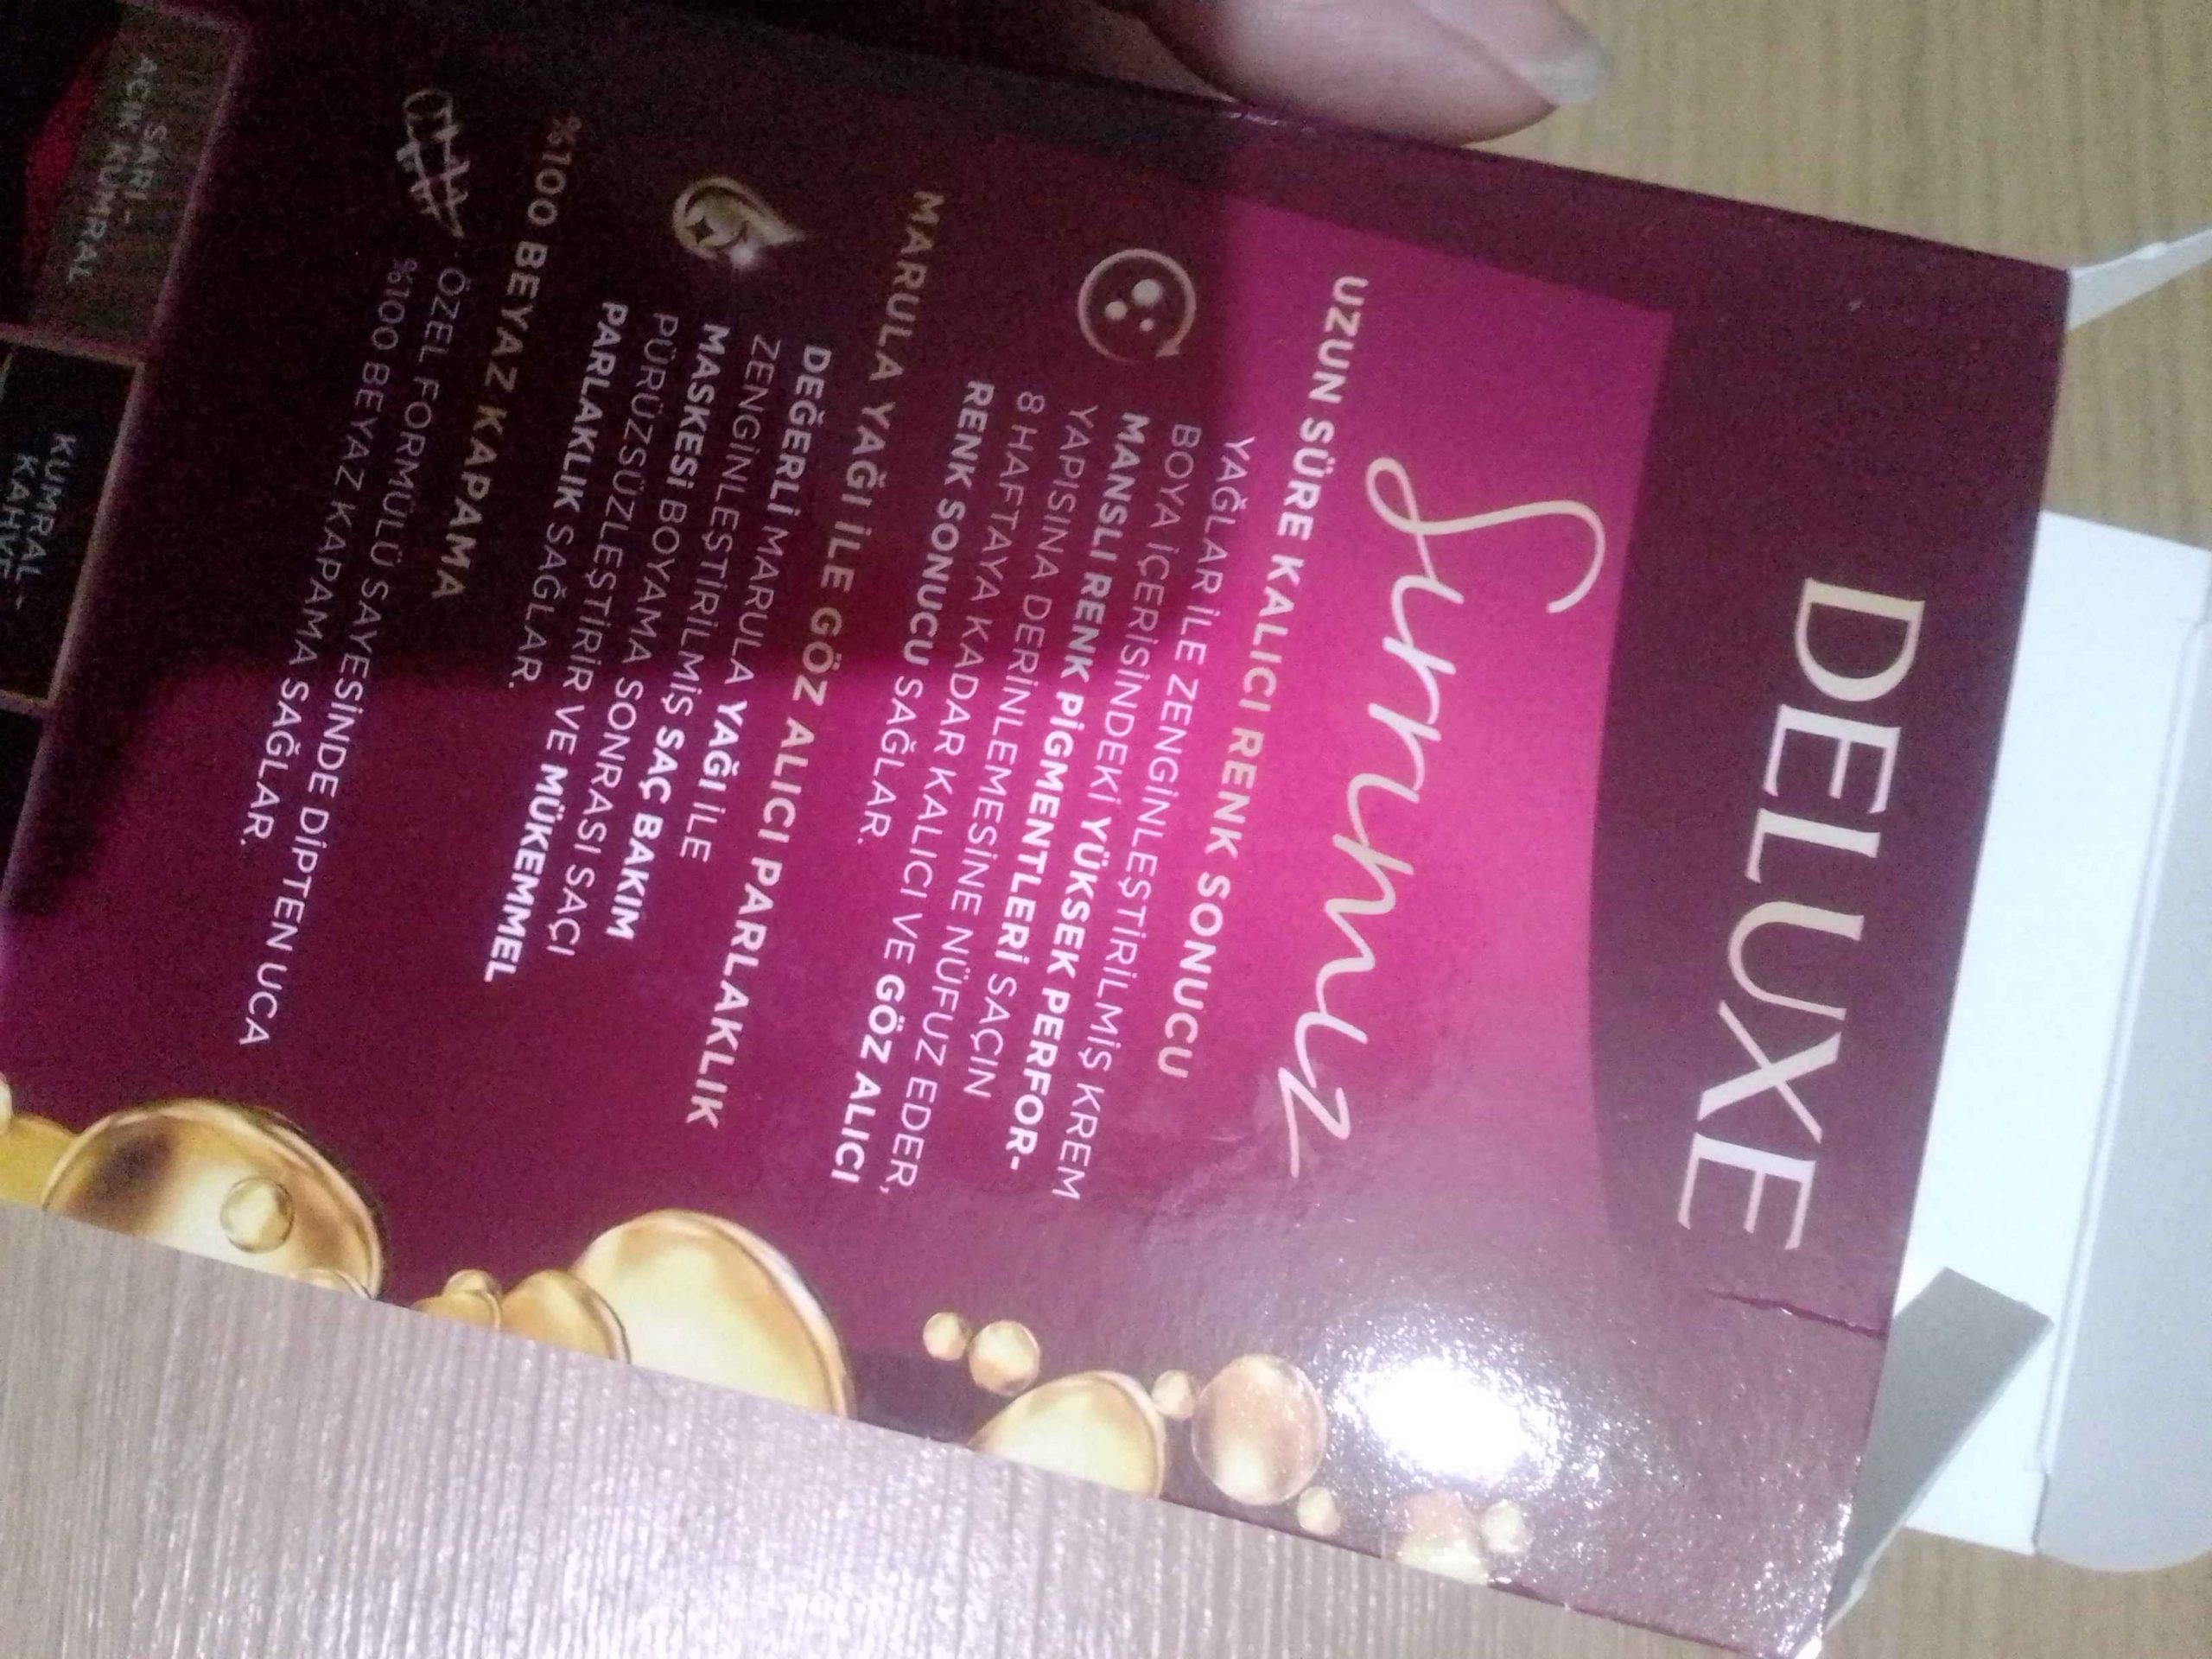 DELUXE
Sırrımız
UZUN SÜRE KALICI RENK SONUCU
YAĞLAR İLE ZENGİNLEŞTİRİLMİŞ KREM
BOYA İÇERİSİNDEKİ YÜKSEK PERFOR-
MANSLI RENK PİGMENTLERİ SAÇIN
YAPISINA DERİNLEMESİNE NÜFUZ EDER,
8 HAFTAYA KADAR KALICI VE GÖZ ALICI
RENK SONUCU SAĞLAR.
MARULA YAĞI İLE GÖZ ALICI PARLAKLIK
DEĞERLİ MARULA YAĞI İLE
ZENGİNLEŞTİRİLMİŞ SAÇ BAKIM
MASKESİ BOYAMA SONRASI SAÇI
PÜRÜZSÜZLEŞTİRİR VE MÜKEMMEL
PARLAKLIK SAĞLAR.
%100 BEYAZ KAPAMA
ÖZEL FORMÜLÜ SAYESİNDE DİPTEN UCA
%100 BEYAZ KAPAMA SAĞLAR.
SARI -
AÇIK KUMRAL
KUMRAL -
KAHVE